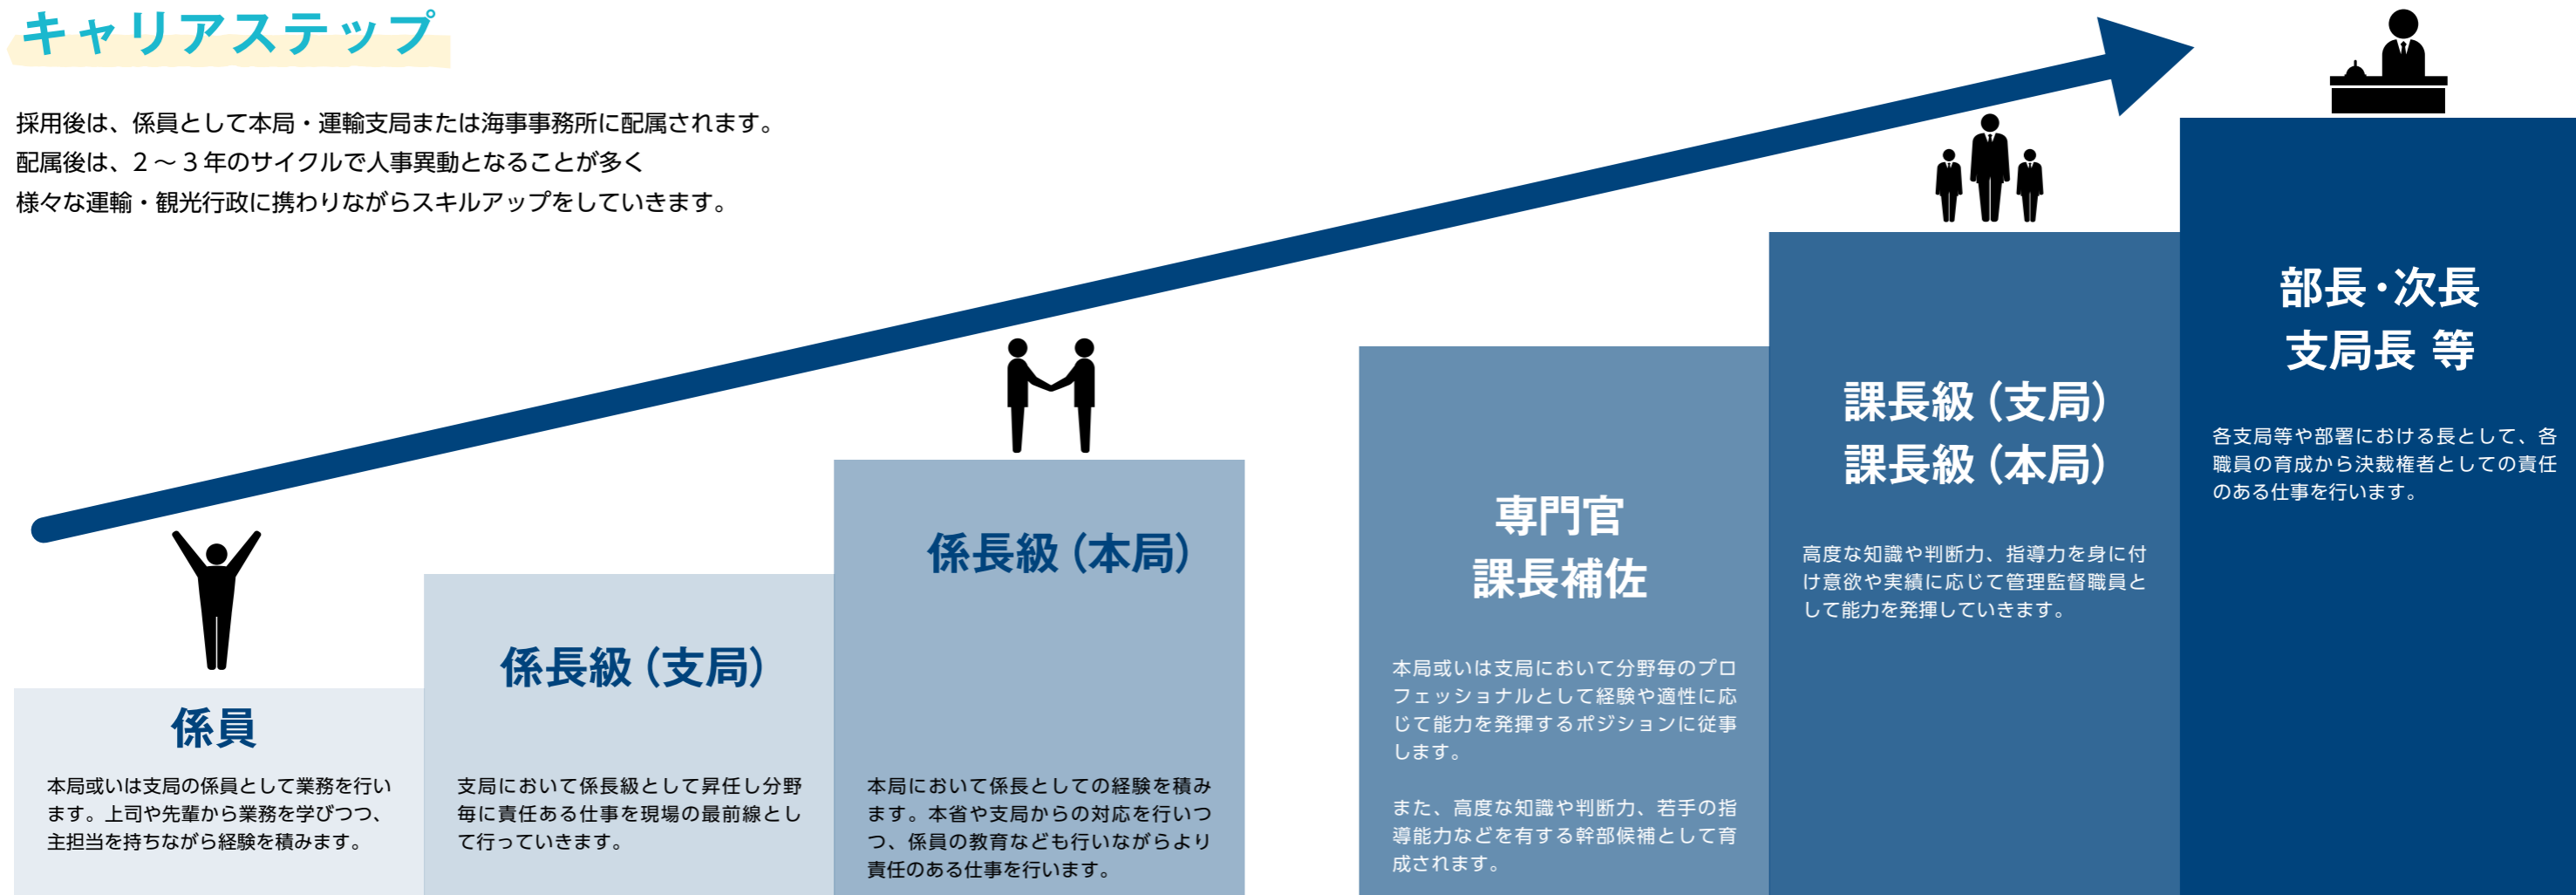 キャリアステップ
採用後は、係員として本局・運輸支局または海事事務所に配属されます。
配属後は、2～3年のサイクルで人事異動となることが多く
様々な運輸・観光行政に携わりながらスキルアップをしていきます。
係員
本局或いは支局の係員として業務を行い
ます。上司や先輩から業務を学びつつ、
主担当を持ちながら経験を積みます。
係長級（支局）
支局において係長級として昇任し分野
毎に責任ある仕事を現場の最前線とし
て行っていきます。
係長級（本局）
本局において係長としての経験を積み
ます。本省や支局からの対応を行いつ
つ、係員の教育なども行いながらより
責任のある仕事を行います。
専門官
課長補佐
本局或いは支局において分野毎のプロ
フェッショナルとして経験や適性に応
じて能力を発揮するポジションに従事
します。
また、高度な知識や判断力、若手の指
導能力などを有する幹部候補として育
成されます。
課長級（支局）
課長級（本局）
高度な知識や判断力、指導力を身に付
け意欲や実績に応じて管理監督職員と
して能力を発揮していきます。
部長・次長
支局長 等
各支局等や部署における長として、各
職員の育成から決裁権者としての責任
のある仕事を行います。